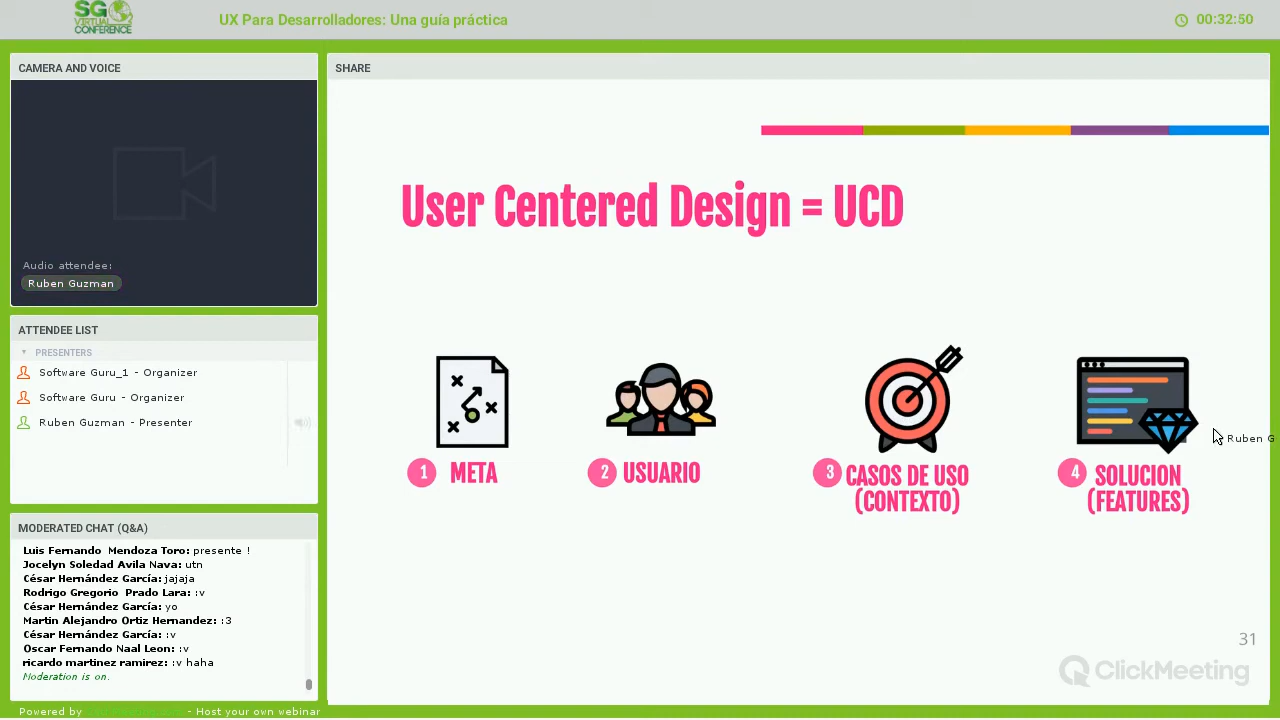 SG VIRTUAL CONFERENCE
UX Para Desarrolladores: Una guía práctica
00:32:50
CAMERA AND VOICE
Audio attendee:
Ruben Guzman
ATTENDEE LIST
PRESENTERS
Software Guru_1 - Organizer
Software Guru - Organizer
Ruben Guzman - Presenter
MODERATED CHAT (Q&A)
Luis Fernando Mendoza Toro: presente !
Jocelyn Soledad Avila Nava: utn
César Hernández García: jajaja
Rodrigo Gregorio Prado Lara: :v
César Hernández García: yo
Martin Alejandro Ortiz Hernandez: :3
César Hernández García: :v
Oscar Fernando Naal Leon: :v
ricardo martinez ramirez: :v haha
Moderation is on.
Powered by
- Host your own webinar
SHARE
User Centered Design = UCD
1 META
2 USUARIO
3 CASOS DE USO
(CONTEXTO)
4 SOLUCION
(FEATURES)
Ruben G
31
ClickMeeting